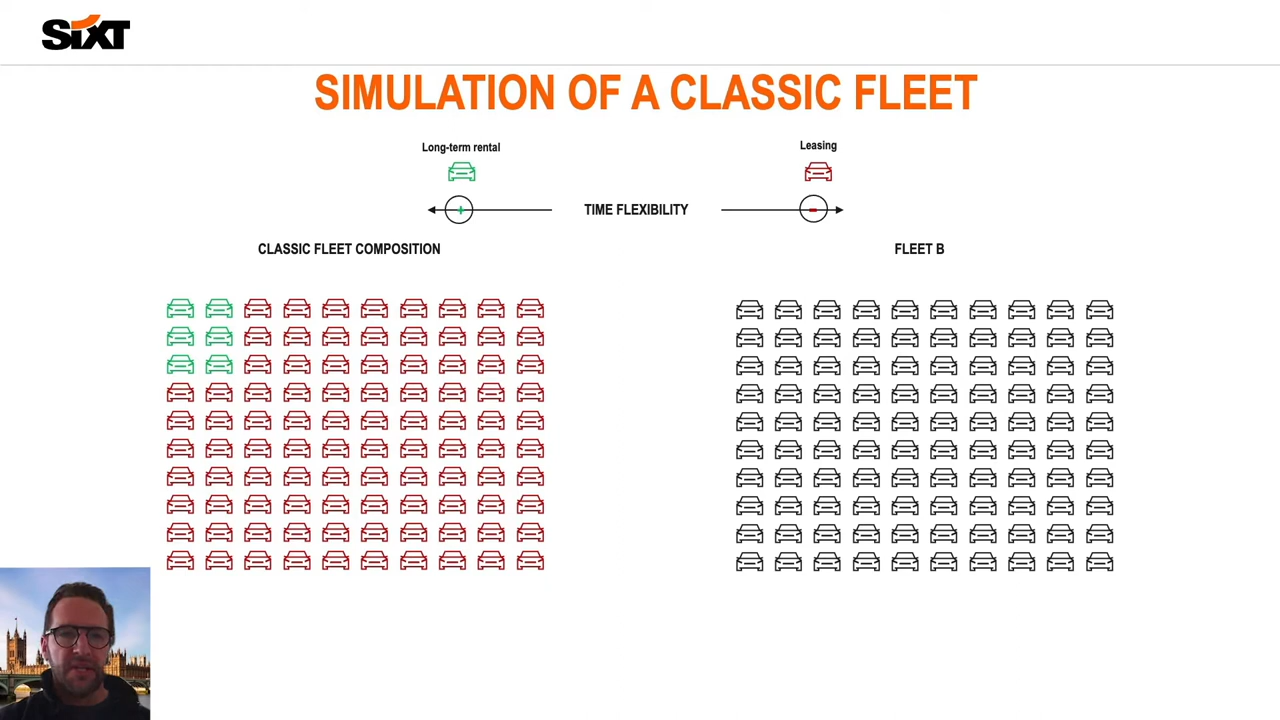 SIXT
SIMULATION OF A CLASSIC FLEET
Long-term rental
Leasing
+
TIME FLEXIBILITY
-
CLASSIC FLEET COMPOSITION
FLEET B